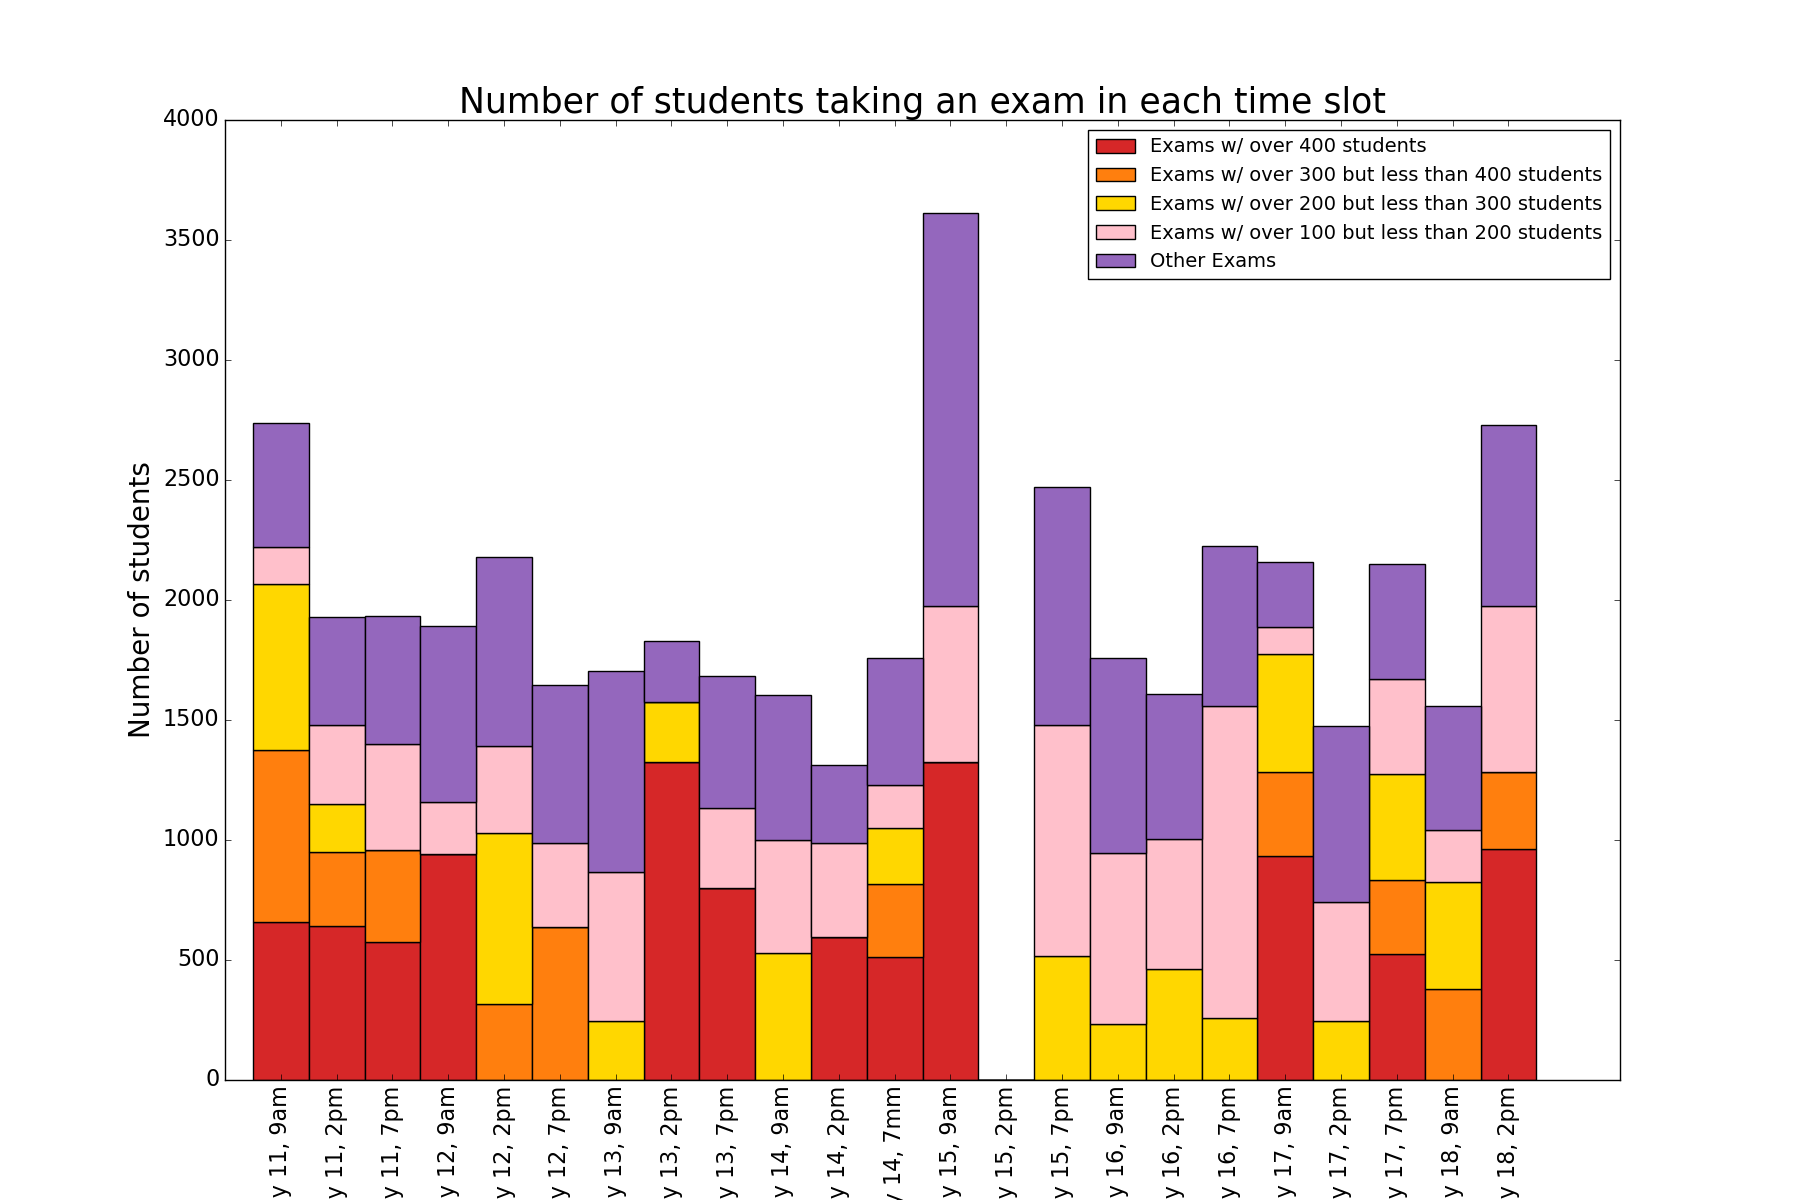 Number of students taking an exam in each time slot
4000
3500
3000
2500
2000
1500
1000
500
0
Number of students
Exams w/ over 400 students
Exams w/ over 300 but less than 400 students
Exams w/ over 200 but less than 300 students
Exams w/ over 100 but less than 200 students
Other Exams
y 11, 9am
y 11, 2pm
y 11, 7pm
y 12, 9am
y 12, 2pm
y 12, 7pm
y 13, 9am
y 13, 2pm
y 13, 7pm
y 14, 9am
y 14, 2pm
y 14, 7mm
y 15, 9am
y 15, 2pm
y 15, 7pm
y 16, 9am
y 16, 2pm
y 16, 7pm
y 17, 9am
y 17, 2pm
y 17, 7pm
y 18, 9am
y 18, 2pm